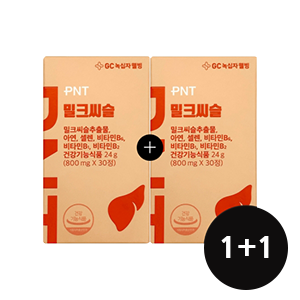 GC녹십자웰빙
GC녹십자웰빙
PNT
PNT
밀크씨슬
밀크씨슬
밀크씨슬추출물,
아연, 셀렌, 비타민B₆,
비타민B₁, 비타민B₂
건강기능식품 24g
(800mg X 30정)
밀크씨슬추출물,
아연, 셀렌, 비타민B₆,
비타민B₁, 비타민B₂
건강기능식품 24g
(800mg X 30정)
+
1+1